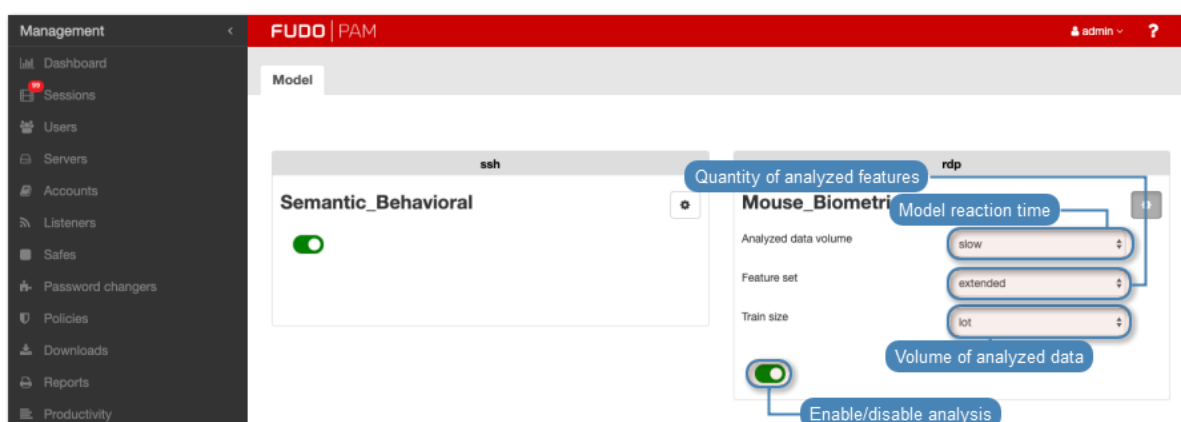 Management
FUDO PAM
admin
?
Dashboard
99
Sessions
Users
Servers
Accounts
Listeners
Safes
Password changers
Policies
Downloads
Reports
Productivity
Model
ssh
Semantic_Behavioral
rdp
Quantity of analyzed features
Mouse_Biometri
Model reaction time
Analyzed data volume
slow
Feature set
extended
Train size
lot
Volume of analyzed data
Enable/disable analysis